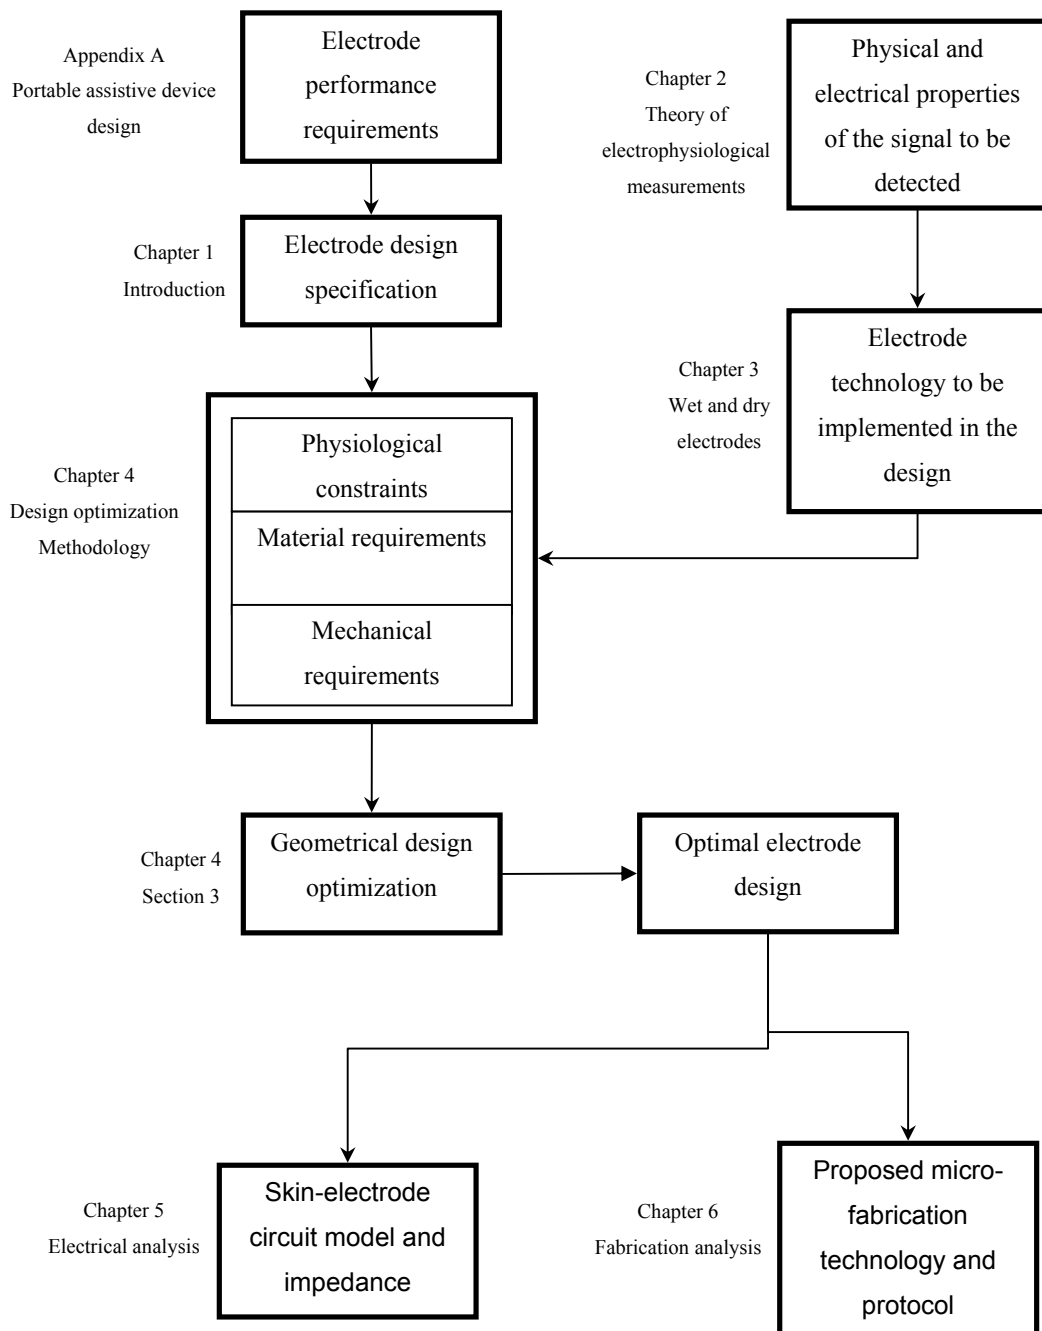 Appendix A
Portable assistive device
design
Electrode
performance
requirements
Chapter 2
Theory of
electrophysiological
measurements
Physical and
electrical properties
of the signal to be
detected
Chapter 1
Introduction
Electrode design
specification
Chapter 3
Wet and dry
electrodes
Electrode
technology to be
implemented in the
design
Chapter 4
Design optimization
Methodology
Physiological
constraints
Material requirements
Mechanical
requirements
Chapter 4
Section 3
Geometrical design
optimization
Optimal electrode
design
Chapter 5
Electrical analysis
Skin-electrode
circuit model and
impedance
Chapter 6
Fabrication analysis
Proposed micro-
fabrication
technology and
protocol